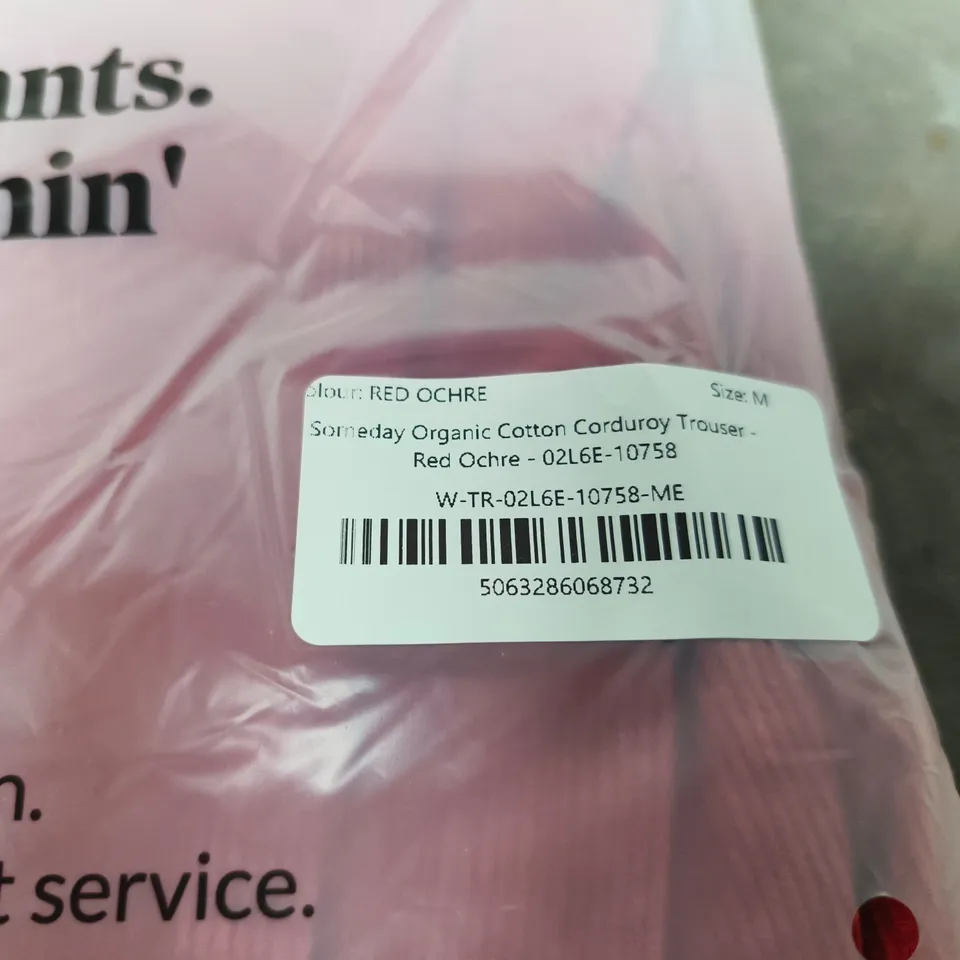 ants.
nin'
olour: RED OCHRE Size: M
Someday Organic Cotton Corduroy Trouser -
Red Ochre - 02L6E-10758
W-TR-02L6E-10758-ME
5063286068732
n.
t service.